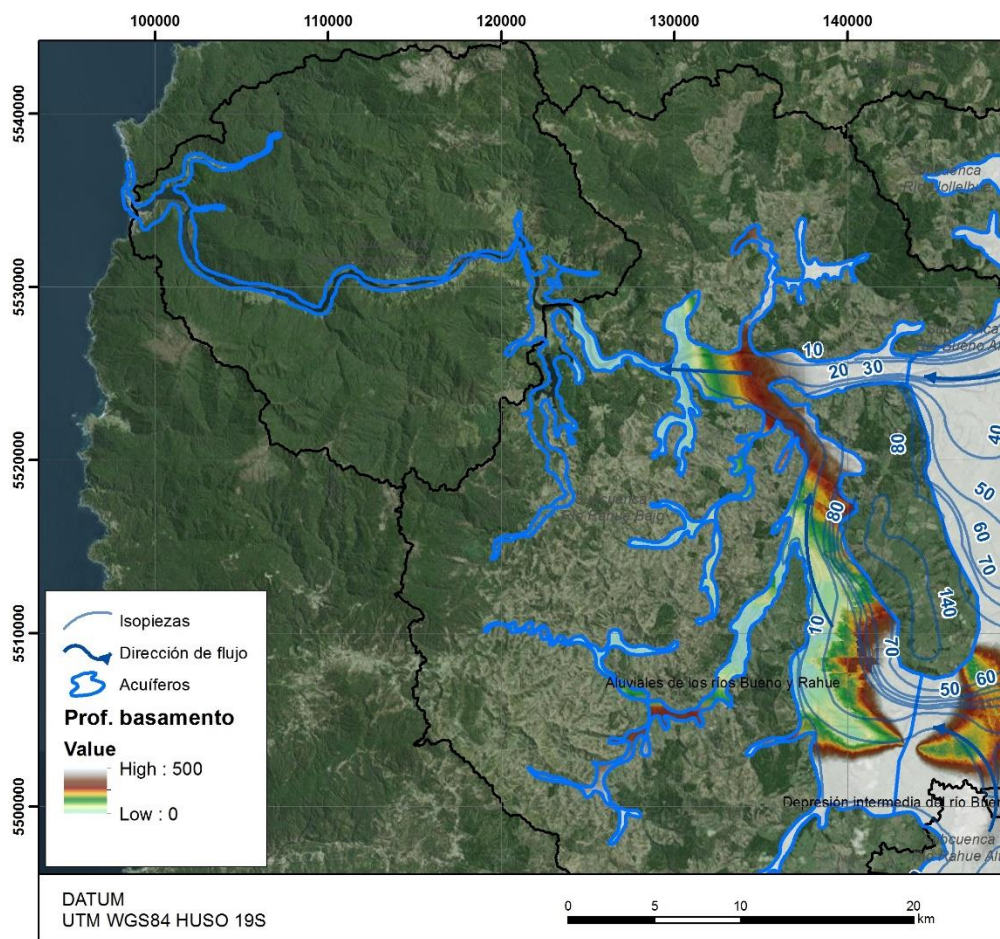 100000
110000
120000
130000
140000
5540000
5530000
5520000
5510000
5500000
10
20
30
40
80
50
60
70
80
140
10
70
50
60
Aluviales de los ríos Bueno y Rahue
Depresión intermedia del río Buen
Isopiezas
Dirección de flujo
Acuíferos
Prof. basamento
Value
High : 500
Low : 0
DATUM
UTM WGS84 HUSO 19S
0
5
10
20
km